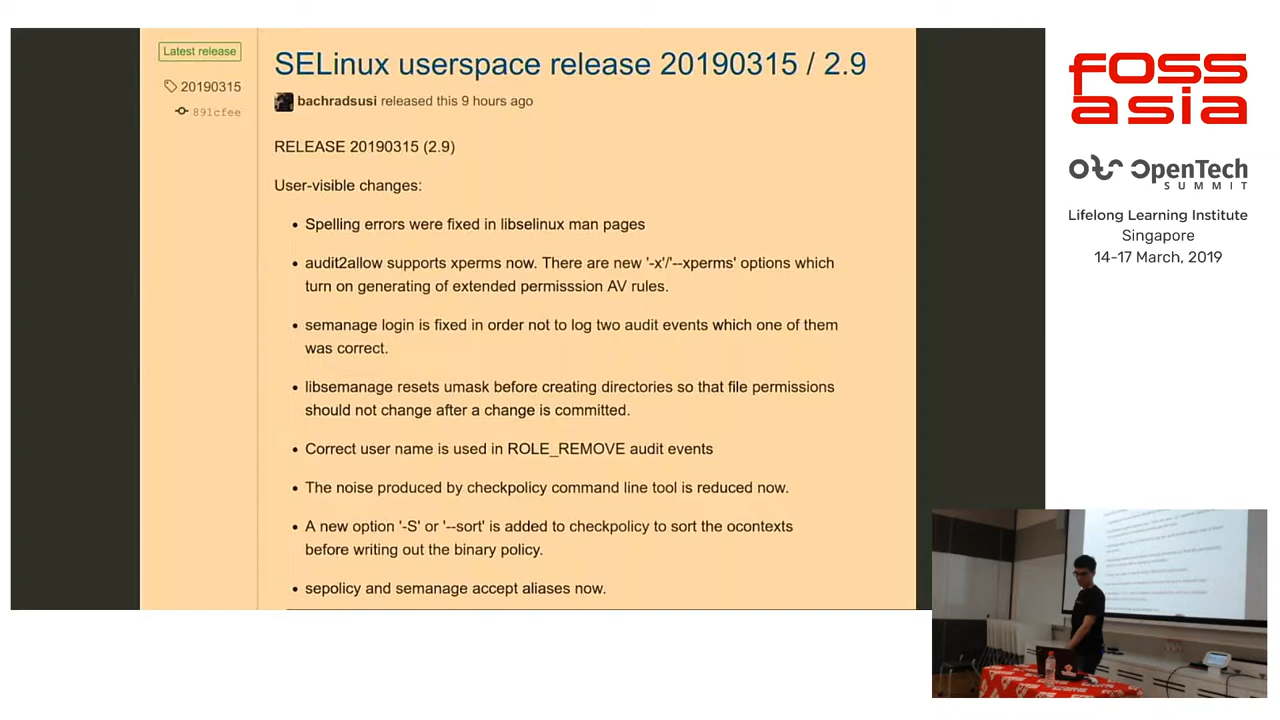 Latest release
20190315
891cfee
SELinux userspace release 20190315 / 2.9
bachradsusi released this 9 hours ago
RELEASE 20190315 (2.9)
User-visible changes:
• Spelling errors were fixed in libselinux man pages
• audit2allow supports xperms now. There are new '-x'/'--xperms' options which
turn on generating of extended permisssion AV rules.
• semanage login is fixed in order not to log two audit events which one of them
was correct.
• libsemanage resets umask before creating directories so that file permissions
should not change after a change is committed.
• Correct user name is used in ROLE_REMOVE audit events
• The noise produced by checkpolicy command line tool is reduced now.
• A new option '-S' or '--sort' is added to checkpolicy to sort the ocontexts
before writing out the binary policy.
• sepolicy and semanage accept aliases now.
FOSS
ASIA
OpenTech
SUMMIT
Lifelong Learning Institute
Singapore
14-17 March, 2019